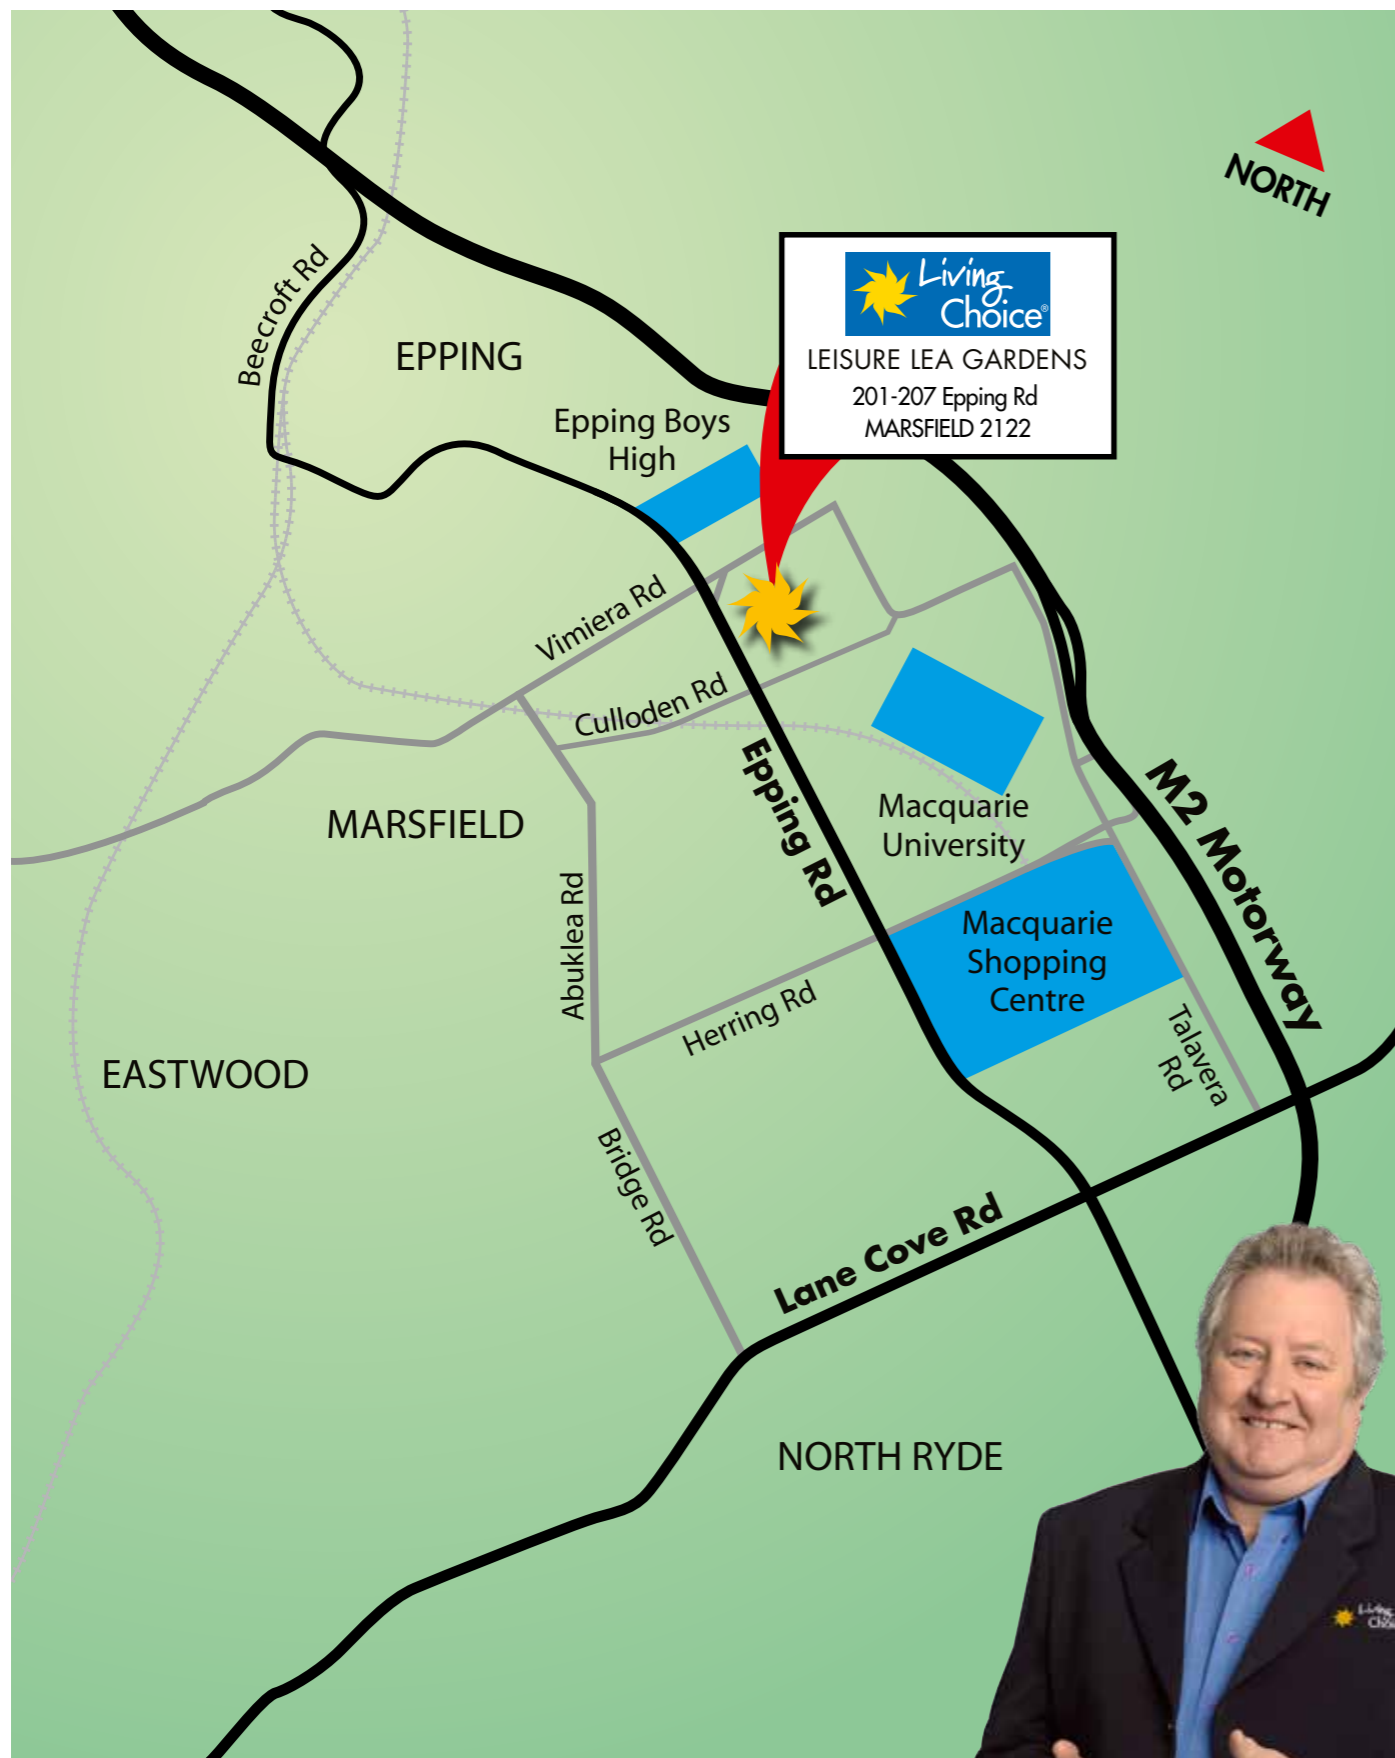 NORTH
Living
Choice®
LEISURE LEA GARDENS
201-207 Epping Rd
MARSFIELD 2122
Beecroft Rd
EPPING
Epping Boys
High
Vimiera Rd
Culloden Rd
Epping Rd
M2 Motorway
Macquarie
University
MARSFIELD
Abuklea Rd
Macquarie
Shopping
Centre
Herring Rd
Talavera
Rd
EASTWOOD
Bridge Rd
Lane Cove Rd
NORTH RYDE
Living